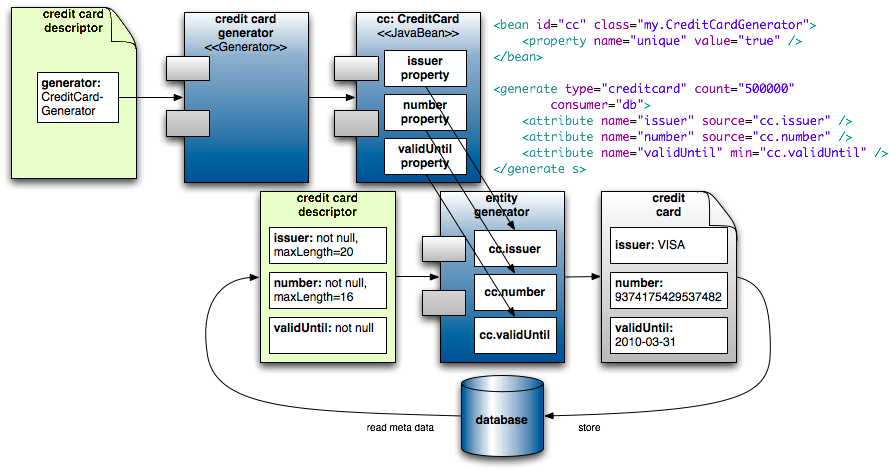 credit card
descriptor
generator:
CreditCard-
Generator
credit card
generator
<<Generator>>
cc: CreditCard
<<JavaBean>>
issuer
property
number
property
validUntil
property
<bean id="cc" class="my.CreditCardGenerator">
<property name="unique" value="true" />
</bean>
<generate type="creditcard" count="500000"
consumer="db">
<attribute name="issuer" source="cc.issuer" />
<attribute name="number" source="cc.number" />
<attribute name="validUntil" min="cc.validUntil" />
</generate s>
credit card
descriptor
issuer: not null,
maxLength=20
number: not null,
maxLength=16
validUntil: not null
entity
generator
cc.issuer
cc.number
cc.validUntil
credit
card
issuer: VISA
number:
9374175429537482
validUntil:
2010-03-31
database
read meta data
store